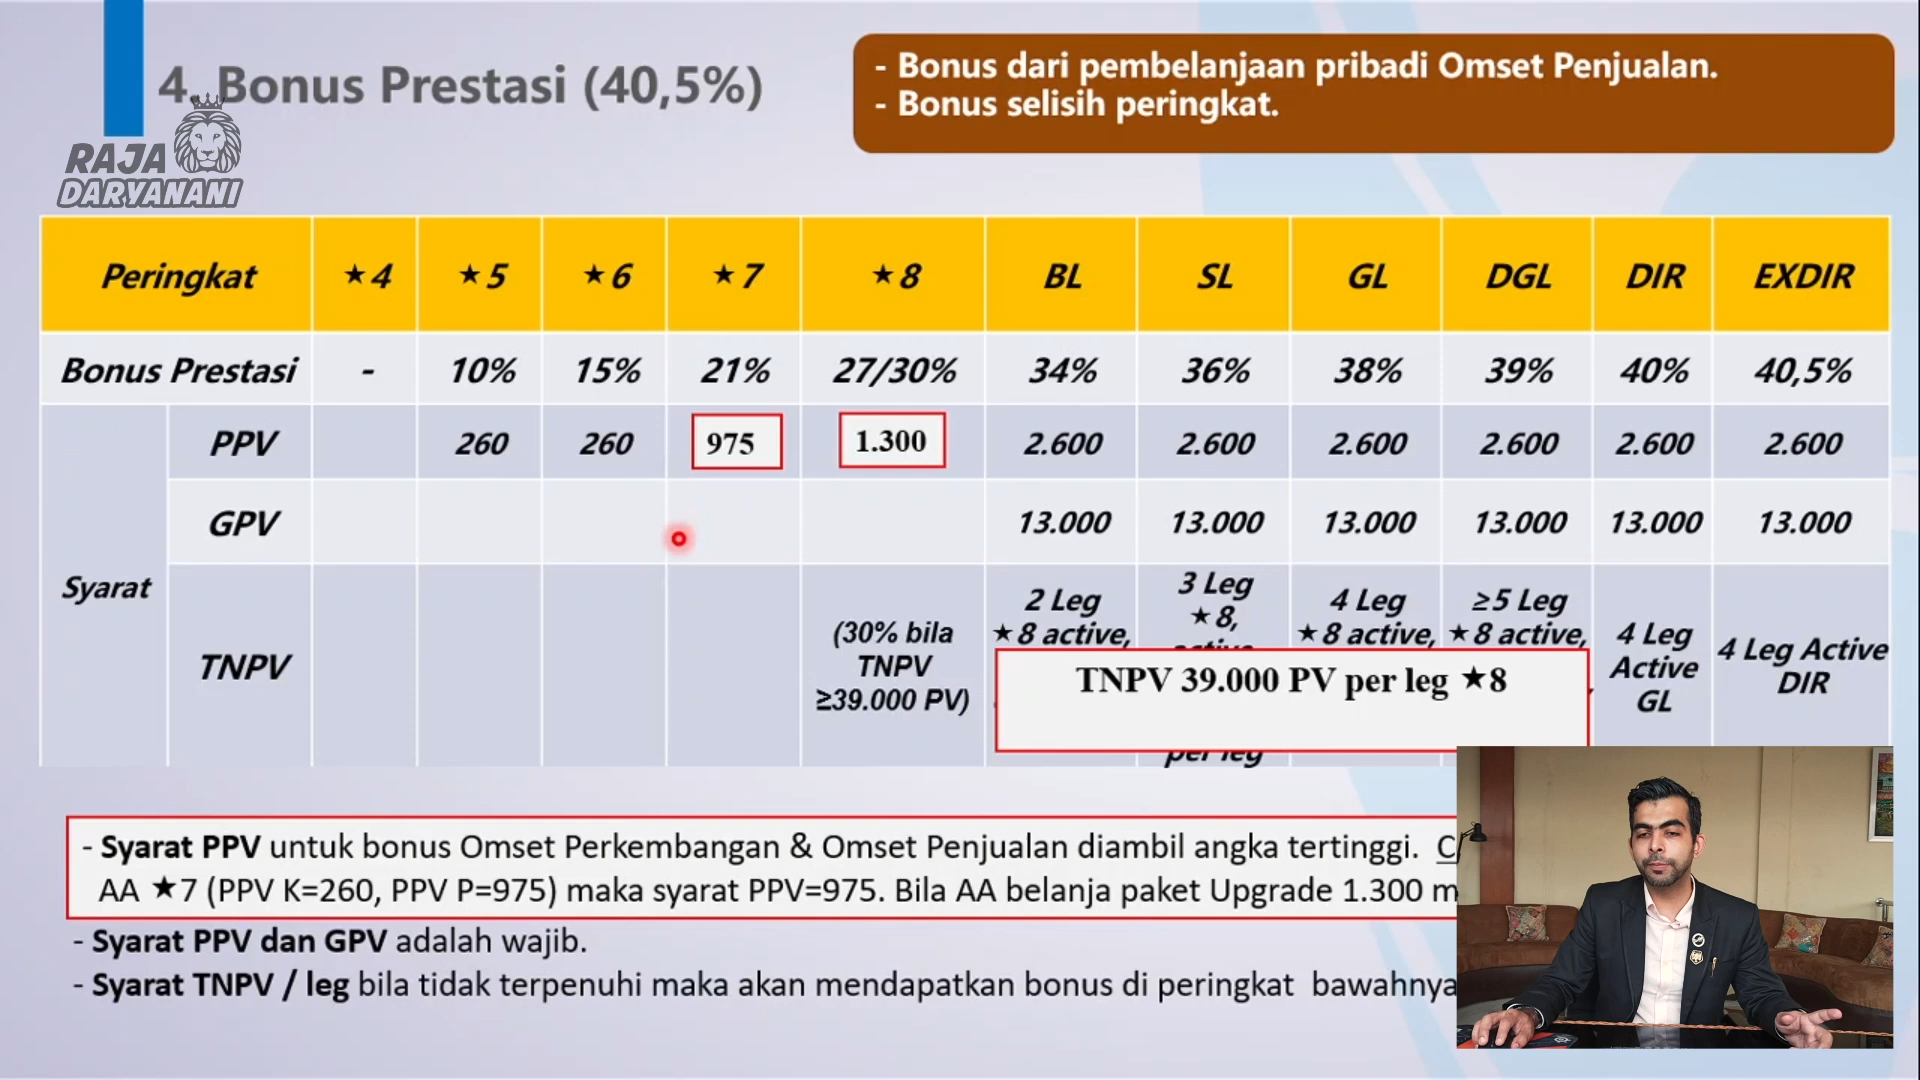 4. Bonus Prestasi (40,5%)
- Bonus dari pembelanjaan pribadi Omset Penjualan.
- Bonus selisih peringkat.
RAJA
DARYANANI
Peringkat ★4 ★5 ★6 ★7 ★8 BL SL GL DGL DIR EXDIR
Bonus Prestasi - 10% 15% 21% 27/30% 34% 36% 38% 39% 40% 40,5%
Syarat
PPV 260 260 975 1.300 2.600 2.600 2.600 2.600 2.600 2.600
GPV 13.000 13.000 13.000 13.000 13.000 13.000
TNPV
(30% bila
TNPV
≥39.000 PV)
2 Leg
★8 active,
3 Leg
★8,
active
per leg
4 Leg
★8 active,
≥5 Leg
★8 active,
4 Leg
Active
GL
4 Leg Active
DIR
TNPV 39.000 PV per leg ★8
- Syarat PPV untuk bonus Omset Perkembangan & Omset Penjualan diambil angka tertinggi.
AA ★7 (PPV K=260, PPV P=975) maka syarat PPV=975. Bila AA belanja paket Upgrade 1.300
- Syarat PPV dan GPV adalah wajib.
- Syarat TNPV / leg bila tidak terpenuhi maka akan mendapatkan bonus di peringkat bawahnya